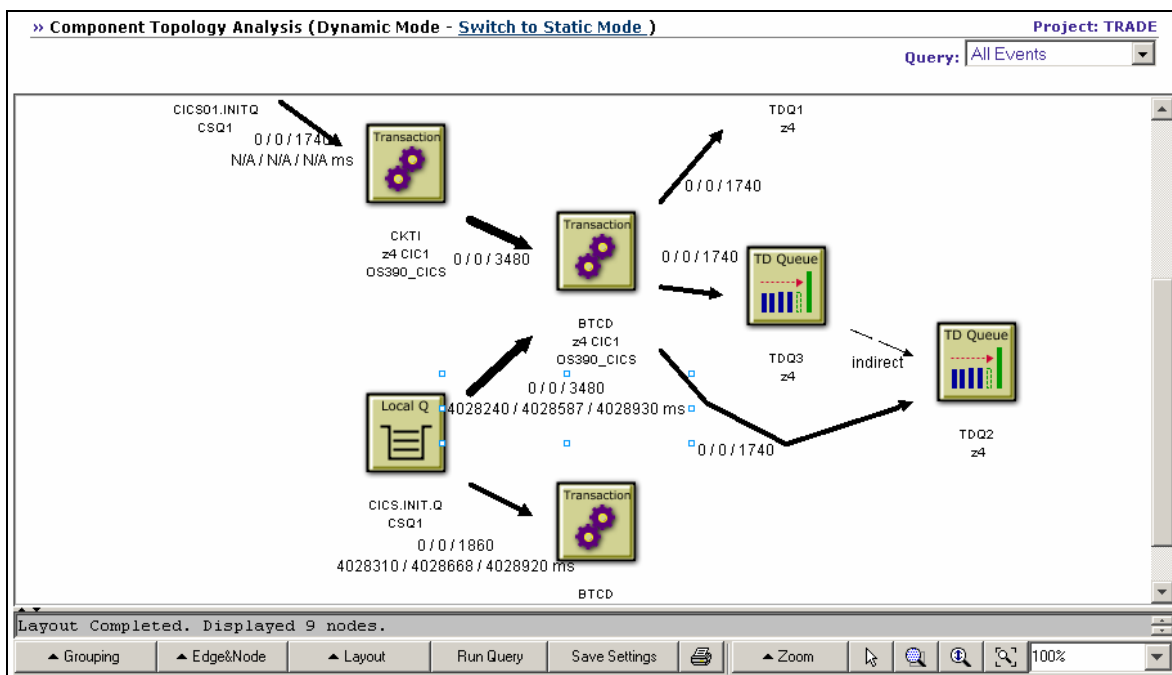 » Component Topology Analysis (Dynamic Mode - Switch to Static Mode )
Project: TRADE
Query: All Events
CICS01.INITQ
CSQ1
0/0/1740
N/A / N/A / N/A ms
Transaction
CKTI
z4 CIC1
OS390_CICS
0/0/3480
Transaction
BTCD
z4 CIC1
OS390_CICS
TDQ1
z4
0/0/1740
0/0/1740
TD Queue
TDQ3
z4
indirect
TD Queue
TDQ2
z4
0/0/1740
0/0/3480
4028240 / 4028587 / 4028930 ms
Local Q
CICS.INIT.Q
CSQ1
0/0/1860
4028310 / 4028668 / 4028920 ms
Transaction
BTCD
Layout Completed. Displayed 9 nodes.
Grouping
Edge&Node
Layout
Run Query
Save Settings
Zoom
100%